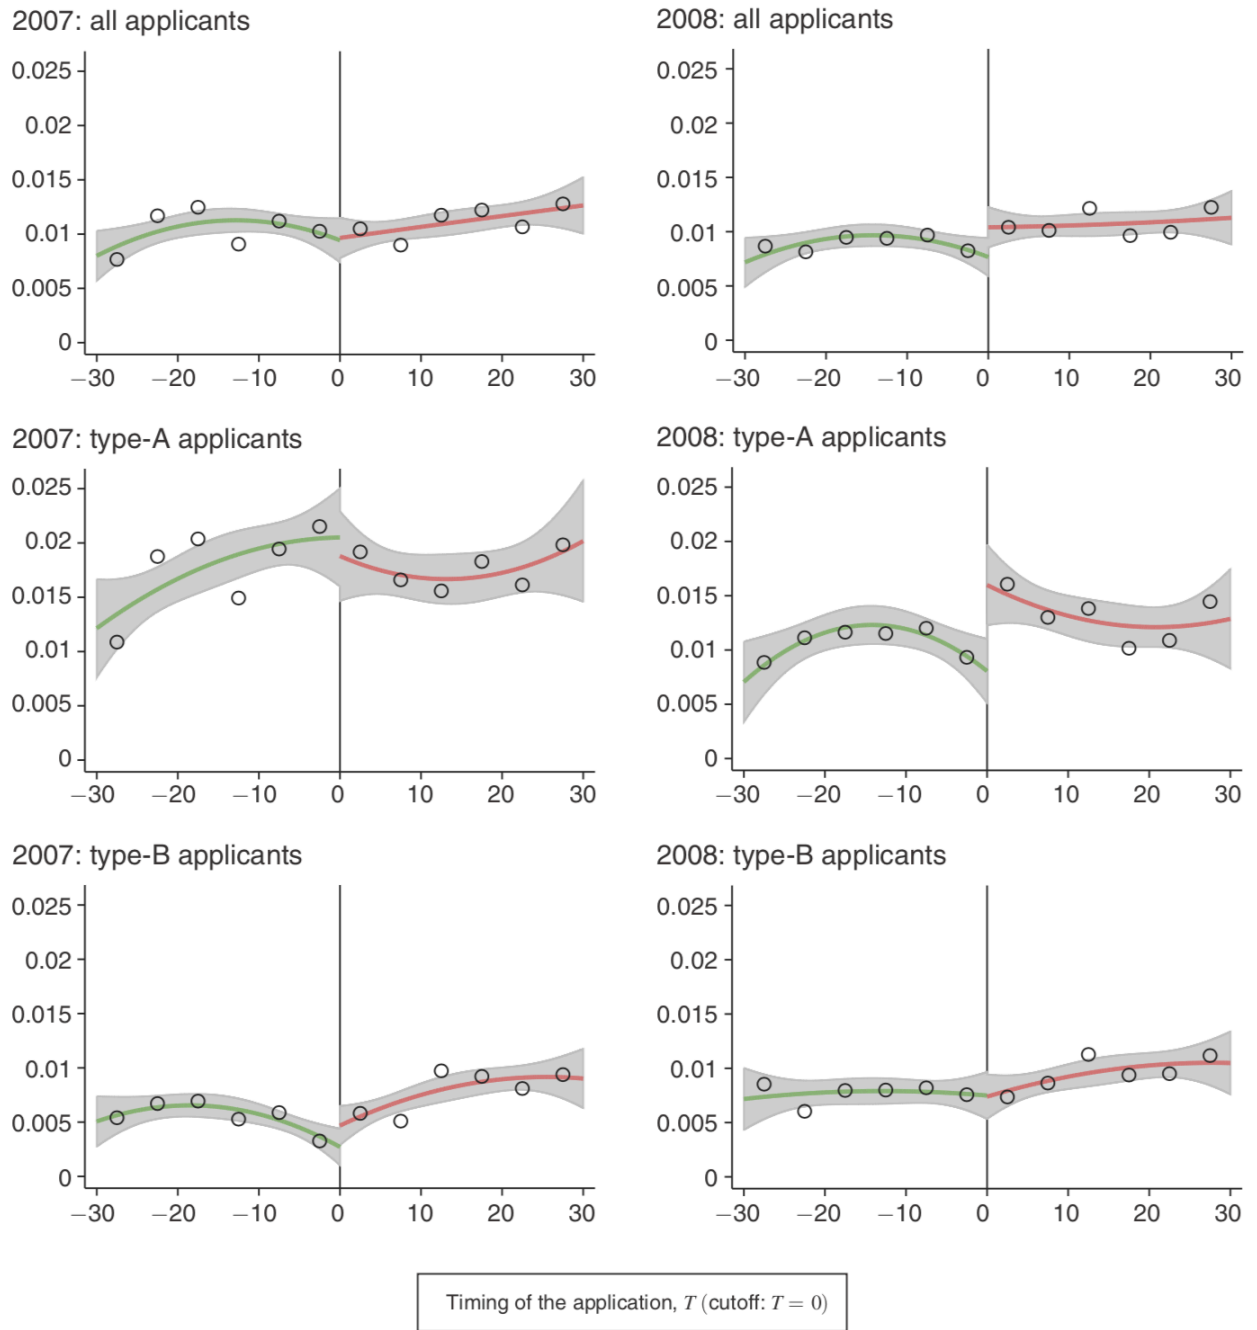 2007: all applicants
0.025
0.02
0.015
0.01
0.005
0
−30 −20 −10 0 10 20 30
2008: all applicants
0.025
0.02
0.015
0.01
0.005
0
−30 −20 −10 0 10 20 30
2007: type-A applicants
0.025
0.02
0.015
0.01
0.005
0
−30 −20 −10 0 10 20 30
2008: type-A applicants
0.025
0.02
0.015
0.01
0.005
0
−30 −20 −10 0 10 20 30
2007: type-B applicants
0.025
0.02
0.015
0.01
0.005
0
−30 −20 −10 0 10 20 30
2008: type-B applicants
0.025
0.02
0.015
0.01
0.005
0
−30 −20 −10 0 10 20 30
Timing of the application, T (cutoff: T = 0)